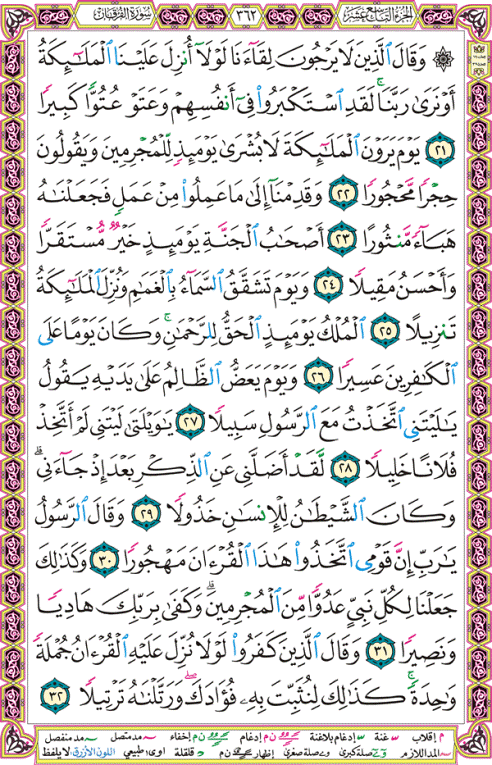 الجزء التاسع عشر ٣٦٢ سورة الفرقان
۞ وَقَالَ ٱلَّذِينَ لَا يَرْجُونَ لِقَآءَنَا لَوْلَآ أُنزِلَ عَلَيْنَا ٱلْمَلَـٰٓئِكَةُ
أَوْ نَرَىٰ رَبَّنَا ۗ لَقَدِ ٱسْتَكْبَرُوا۟ فِىٓ أَنفُسِهِمْ وَعَتَوْ عُتُوًّا كَبِيرًا
٢١ يَوْمَ يَرَوْنَ ٱلْمَلَـٰٓئِكَةَ لَا بُشْرَىٰ يَوْمَئِذٍ لِّلْمُجْرِمِينَ وَيَقُولُونَ
حِجْرًا مَّحْجُورًا ٢٢ وَقَدِمْنَآ إِلَىٰ مَا عَمِلُوا۟ مِنْ عَمَلٍ فَجَعَلْنَـٰهُ
هَبَآءً مَّنثُورًا ٢٣ أَصْحَـٰبُ ٱلْجَنَّةِ يَوْمَئِذٍ خَيْرٌ مُّسْتَقَرًّا
وَأَحْسَنُ مَقِيلًا ٢٤ وَيَوْمَ تَشَقَّقُ ٱلسَّمَآءُ بِٱلْغَمَـٰمِ وَنُزِّلَ ٱلْمَلَـٰٓئِكَةُ
تَنزِيلًا ٢٥ ٱلْمُلْكُ يَوْمَئِذٍ ٱلْحَقُّ لِلرَّحْمَـٰنِ ۚ وَكَانَ يَوْمًا عَلَى
ٱلْكَـٰفِرِينَ عَسِيرًا ٢٦ وَيَوْمَ يَعَضُّ ٱلظَّالِمُ عَلَىٰ يَدَيْهِ يَقُولُ
يَـٰلَيْتَنِى ٱتَّخَذْتُ مَعَ ٱلرَّسُولِ سَبِيلًا ٢٧ يَـٰوَيْلَتَىٰ لَيْتَنِى لَمْ أَتَّخِذْ
فُلَانًا خَلِيلًا ٢٨ لَّقَدْ أَضَلَّنِى عَنِ ٱلذِّكْرِ بَعْدَ إِذْ جَآءَنِى ۗ
وَكَانَ ٱلشَّيْطَـٰنُ لِلْإِنسَـٰنِ خَذُولًا ٢٩ وَقَالَ ٱلرَّسُولُ
يَـٰرَبِّ إِنَّ قَوْمِى ٱتَّخَذُوا۟ هَـٰذَا ٱلْقُرْءَانَ مَهْجُورًا ٣٠ وَكَذَٰلِكَ
جَعَلْنَا لِكُلِّ نَبِىٍّ عَدُوًّا مِّنَ ٱلْمُجْرِمِينَ ۗ وَكَفَىٰ بِرَبِّكَ هَادِيًا
وَنَصِيرًا ٣١ وَقَالَ ٱلَّذِينَ كَفَرُوا۟ لَوْلَا نُزِّلَ عَلَيْهِ ٱلْقُرْءَانُ جُمْلَةً
وَٰحِدَةً ۚ كَذَٰلِكَ لِنُثَبِّتَ بِهِۦ فُؤَادَكَ ۖ وَرَتَّلْنَـٰهُ تَرْتِيلًا ٣٢
م إقلاب غنة إدغام بلاغنة ن م إدغام ن م إخفاء مد متصل مد منفصل
المد اللازم صلة كبرى صلة صغرى إظهار ن م قلقلة اوى: طبيعي اللون الأزرق: لا يلفظ